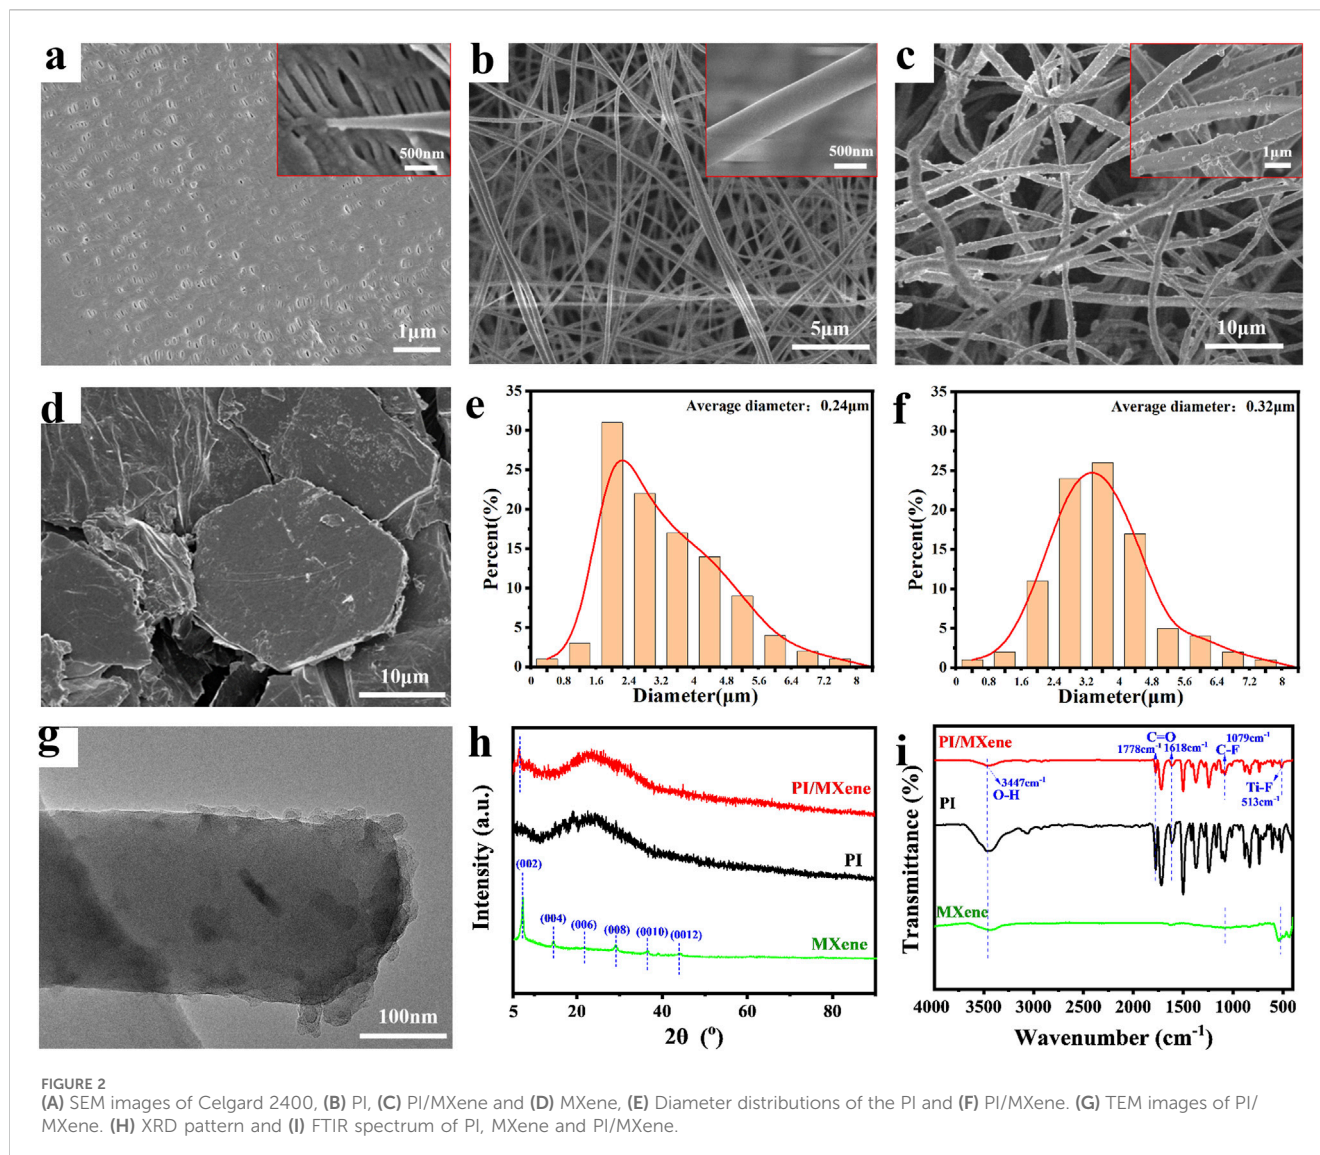 a
500nm
1μm
b
500nm
5μm
c
1μm
10μm
d
10μm
e
Average diameter：0.24μm
Percent(%)
35
30
25
20
15
10
5
0
0 0.8 1.6 2.4 3.2 4 4.8 5.6 6.4 7.2 8
Diameter(μm)
f
Average diameter：0.32μm
Percent(%)
35
30
25
20
15
10
5
0
0 0.8 1.6 2.4 3.2 4 4.8 5.6 6.4 7.2 8
Diameter(μm)
g
100nm
h
Intensity (a.u.)
PI/MXene
PI
(002)
(004)
(006)
(008)
(0010)
(0012)
MXene
5 20 40 60 80
2θ (°)
i
Transmittance (%)
PI/MXene
C=O
1778cm-1
1618cm-1
1079cm-1
C-F
3447cm-1
O-H
Ti-F
513cm-1
PI
MXene
4000 3500 3000 2500 2000 1500 1000 500
Wavenumber (cm-1)
FIGURE 2
(A) SEM images of Celgard 2400, (B) PI, (C) PI/MXene and (D) MXene, (E) Diameter distributions of the PI and (F) PI/MXene. (G) TEM images of PI/
MXene. (H) XRD pattern and (I) FTIR spectrum of PI, MXene and PI/MXene.